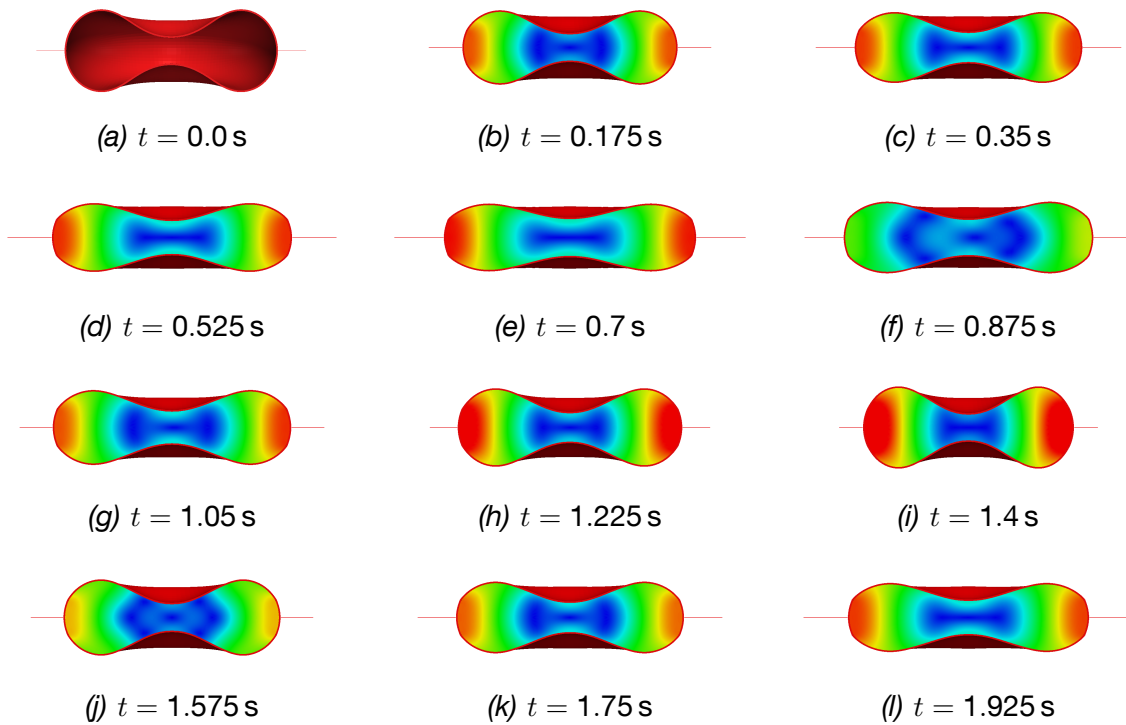 (a) t = 0.0 s
(b) t = 0.175 s
(c) t = 0.35 s
(d) t = 0.525 s
(e) t = 0.7 s
(f) t = 0.875 s
(g) t = 1.05 s
(h) t = 1.225 s
(i) t = 1.4 s
(j) t = 1.575 s
(k) t = 1.75 s
(l) t = 1.925 s